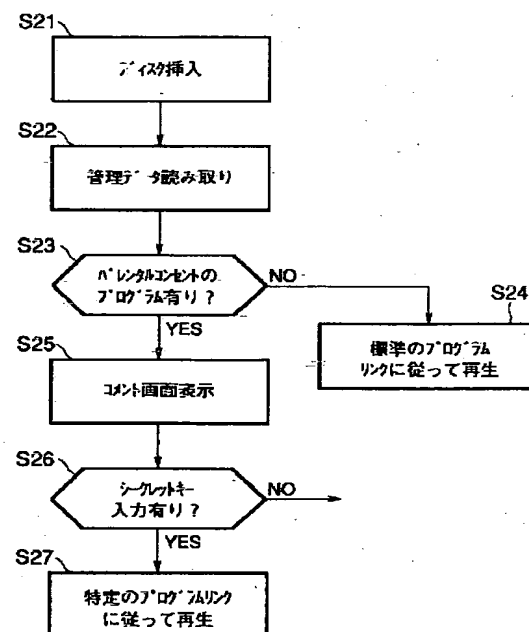 S21
ディスク挿入
S22
管理データ読み取り
S23
パレンタルコンセントの
プログラム有り？
NO
YES
S24
標準のプログラム
リンクに従って再生
S25
コメント画面表示
S26
シークレットキー
入力有り？
NO
YES
S27
特定のプログラムリンク
に従って再生